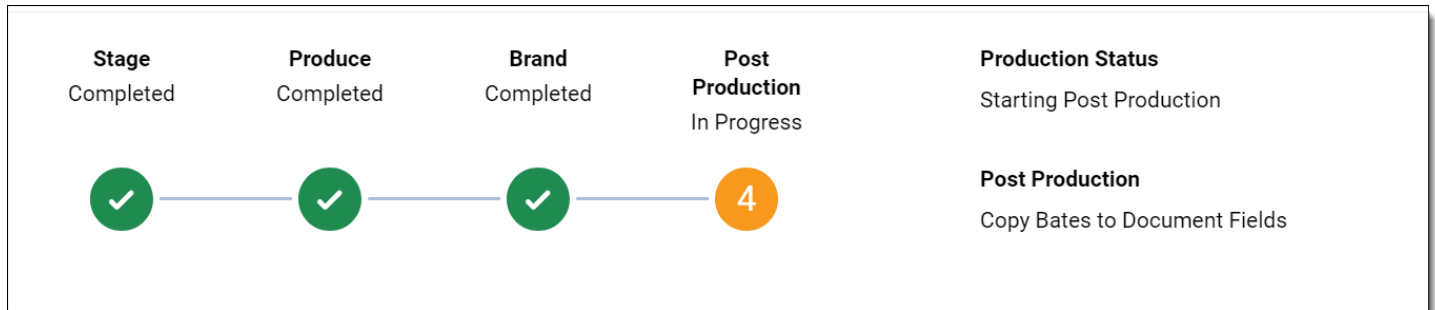 Stage
Completed
Produce
Completed
Brand
Completed
Post
Production
In Progress
4
Production Status
Starting Post Production
Post Production
Copy Bates to Document Fields